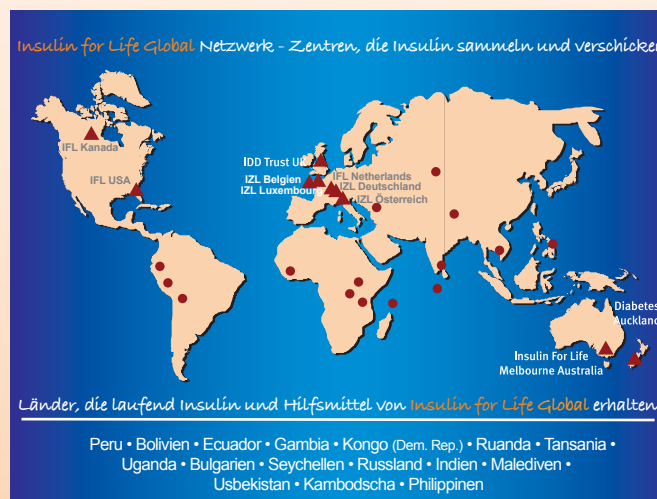 Insulin for Life Global Netzwerk - Zentren, die Insulin sammeln und verschicken
IFL Kanada
IFL USA
IDD Trust UK
IZL Belgien
IZL Luxembourg
IFL Netherlands
IZL Deutschland
IZL Österreich
Diabetes
Auckland
Insulin For Life
Melbourne Australia
Länder, die laufend Insulin und Hilfsmittel von Insulin for Life Global erhalten
Peru • Bolivien • Ecuador • Gambia • Kongo (Dem. Rep.) • Ruanda • Tansania •
Uganda • Bulgarien • Seychellen • Russland • Indien • Malediven •
Usbekistan • Kambodscha • Philippinen